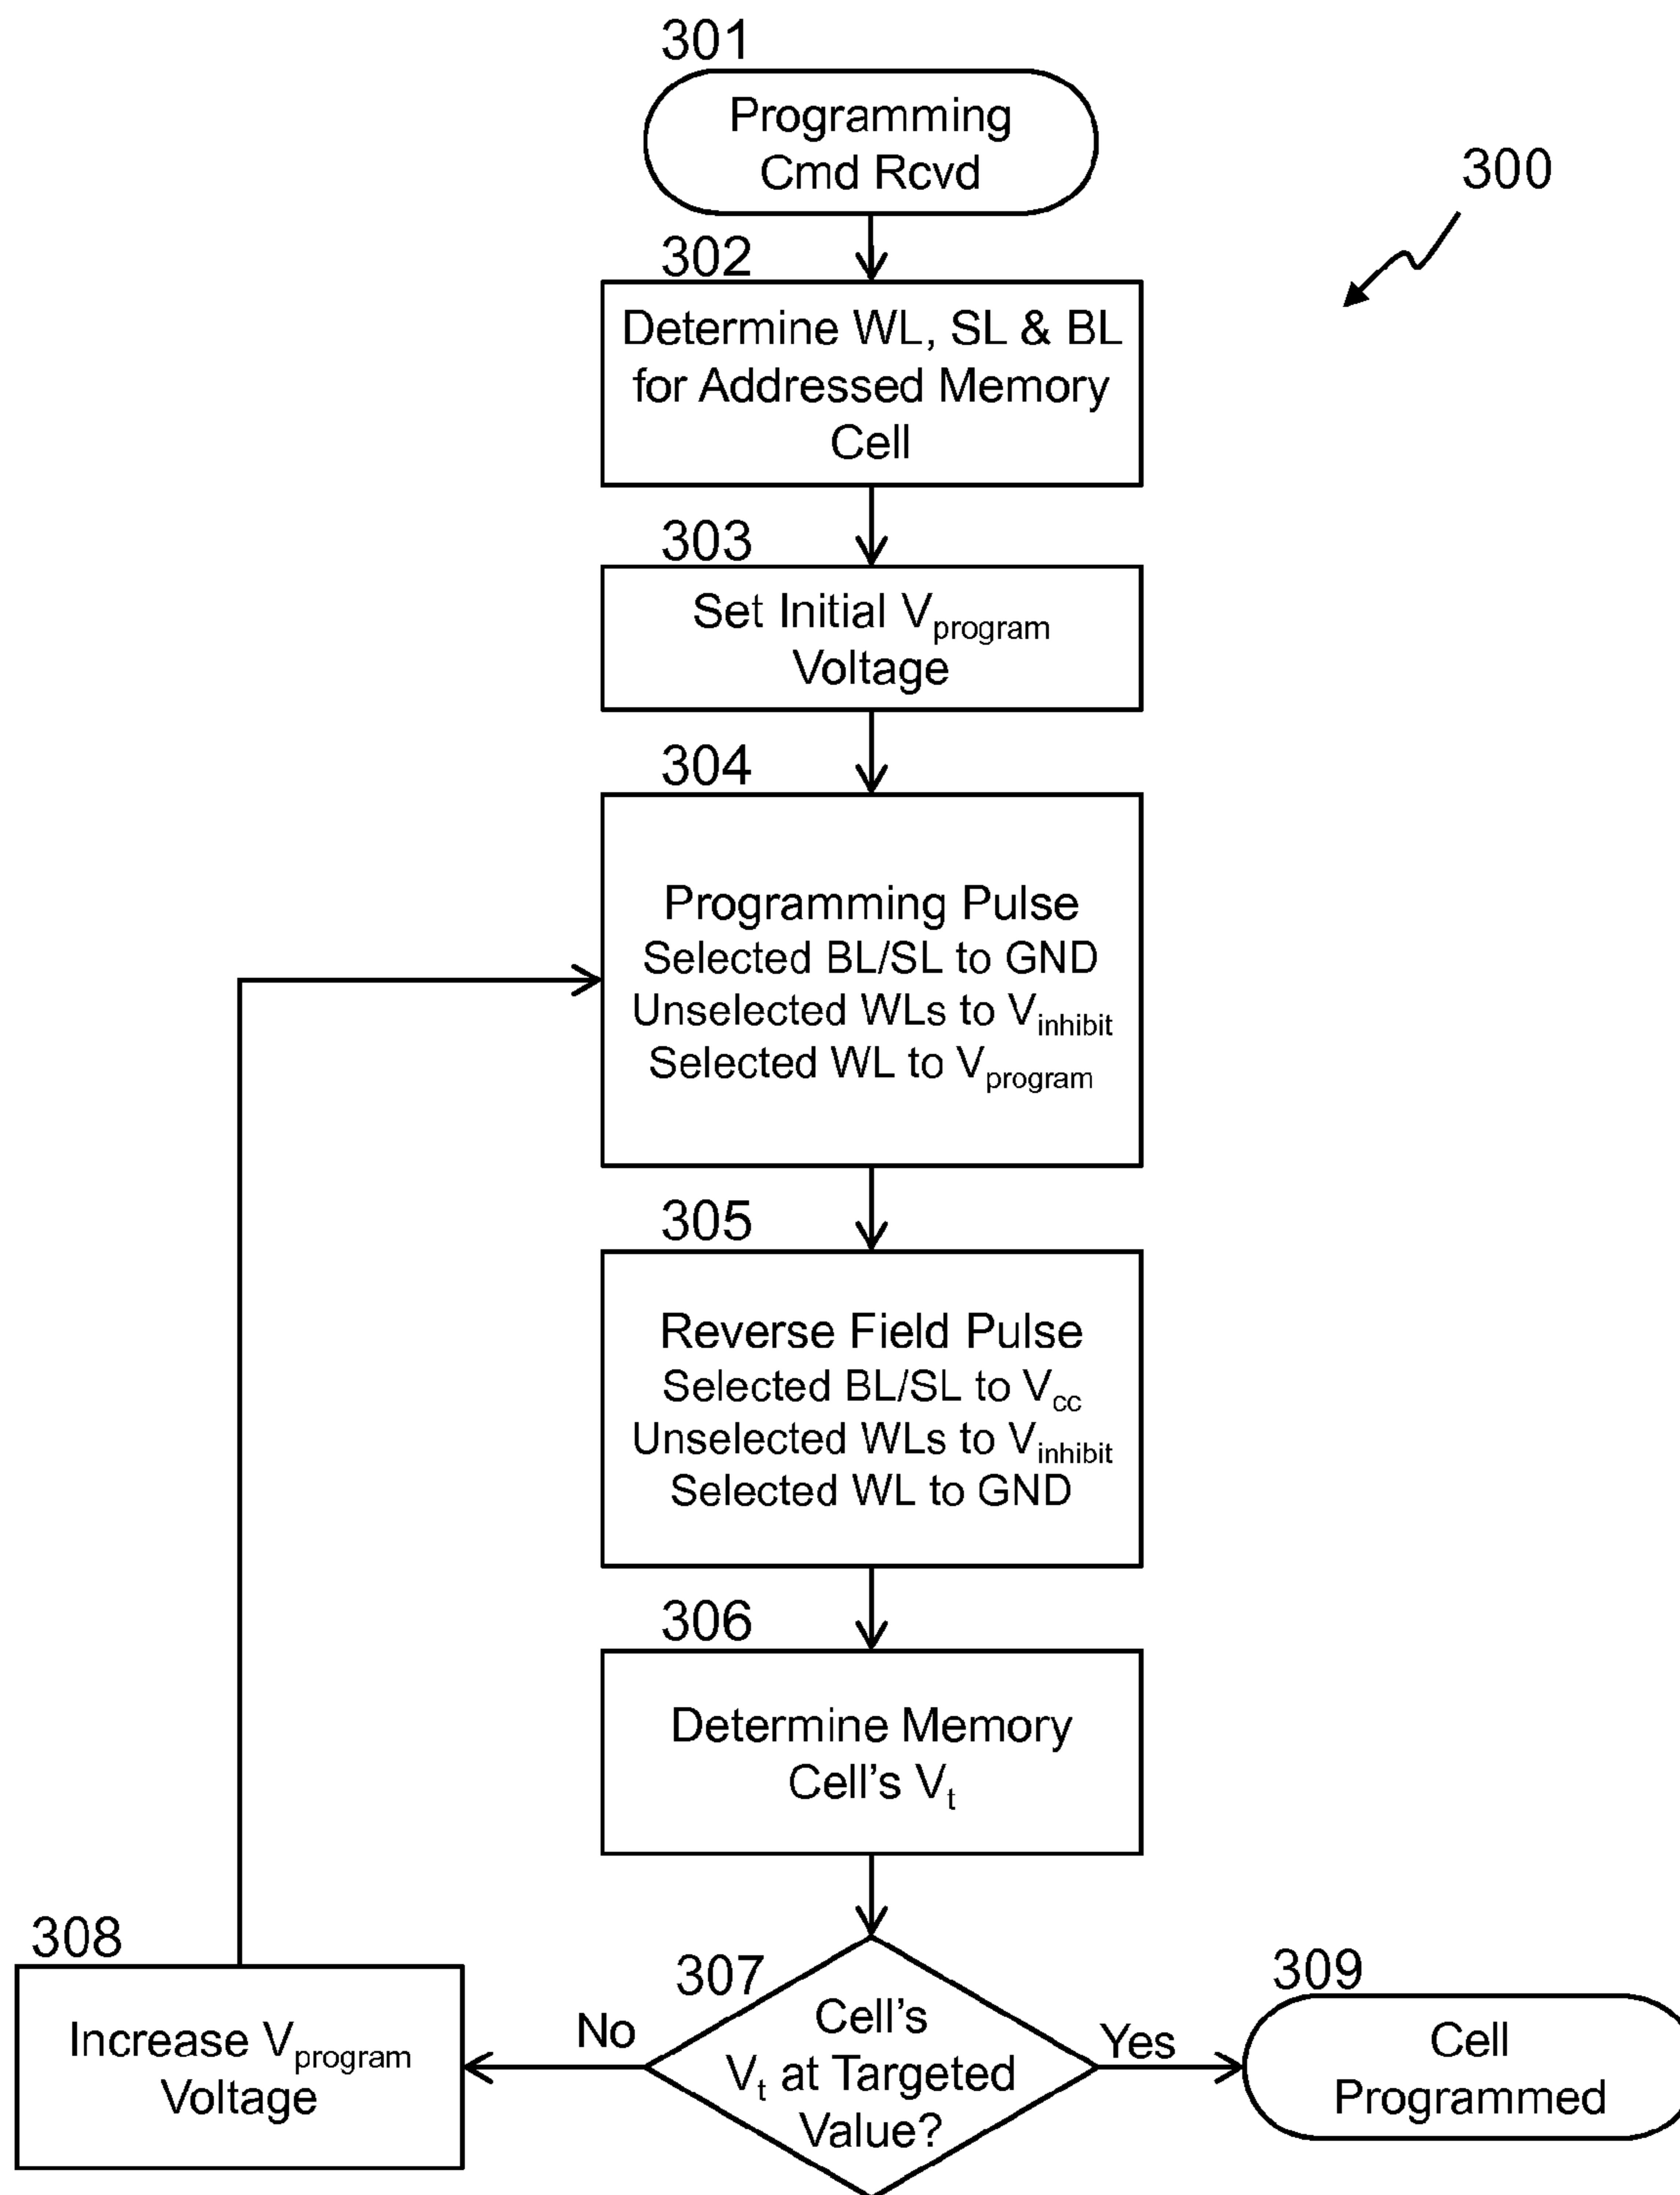 301
Programming
Cmd Rcvd
300
302
Determine WL, SL & BL
for Addressed Memory
Cell
303
Set Initial Vprogram
Voltage
304
Programming Pulse
Selected BL/SL to GND
Unselected WLs to Vinhibit
Selected WL to Vprogram
305
Reverse Field Pulse
Selected BL/SL to Vcc
Unselected WLs to Vinhibit
Selected WL to GND
306
Determine Memory
Cell's Vt
307
Cell's
Vt at Targeted
Value?
No
Yes
308
Increase Vprogram
Voltage
309
Cell
Programmed